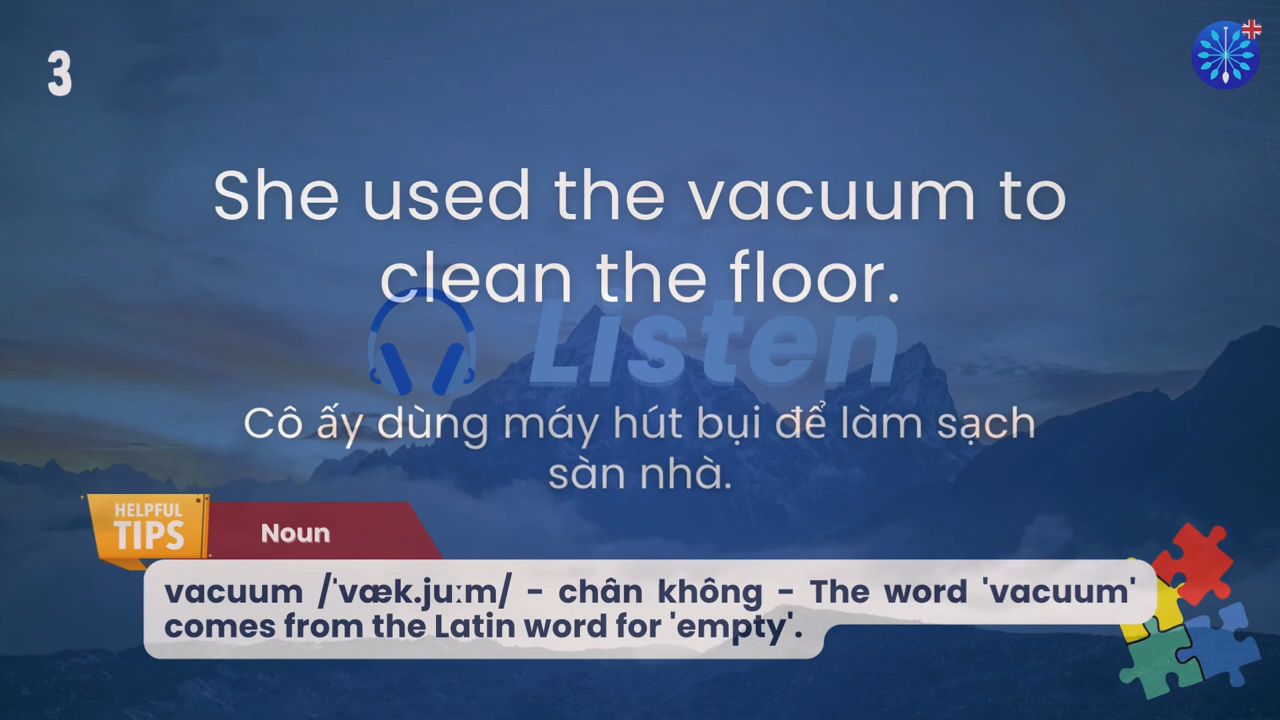 3
She used the vacuum to
clean the floor.
Listen
Cô ấy dùng máy hút bụi để làm sạch
sàn nhà.
HELPFUL
TIPS
Noun
vacuum /ˈvæk.juːm/ - chân không - The word 'vacuum'
comes from the Latin word for 'empty'.